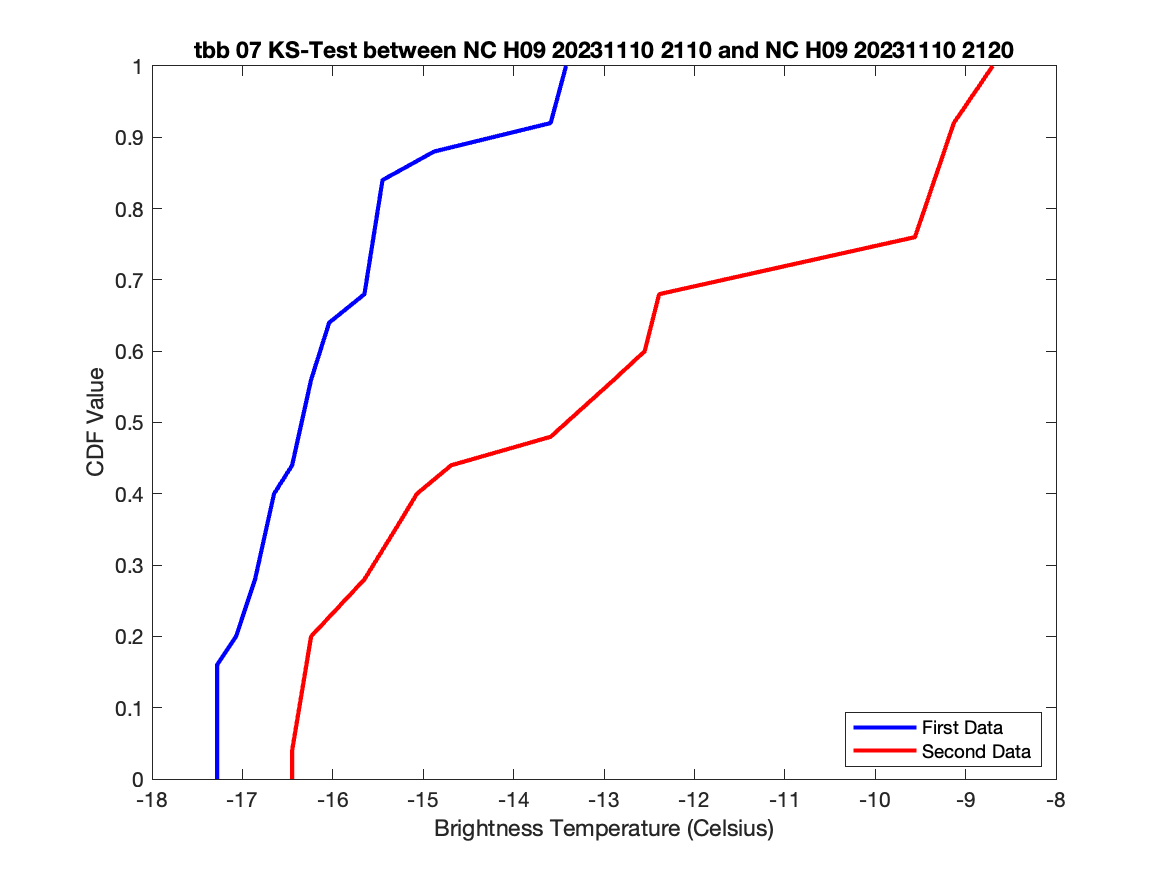 tbb 07 KS-Test between NC H09 20231110 2110 and NC H09 20231110 2120
1
0.9
0.8
0.7
0.6
0.5
0.4
0.3
0.2
0.1
0
CDF Value
First Data
Second Data
-18 -17 -16 -15 -14 -13 -12 -11 -10 -9 -8
Brightness Temperature (Celsius)